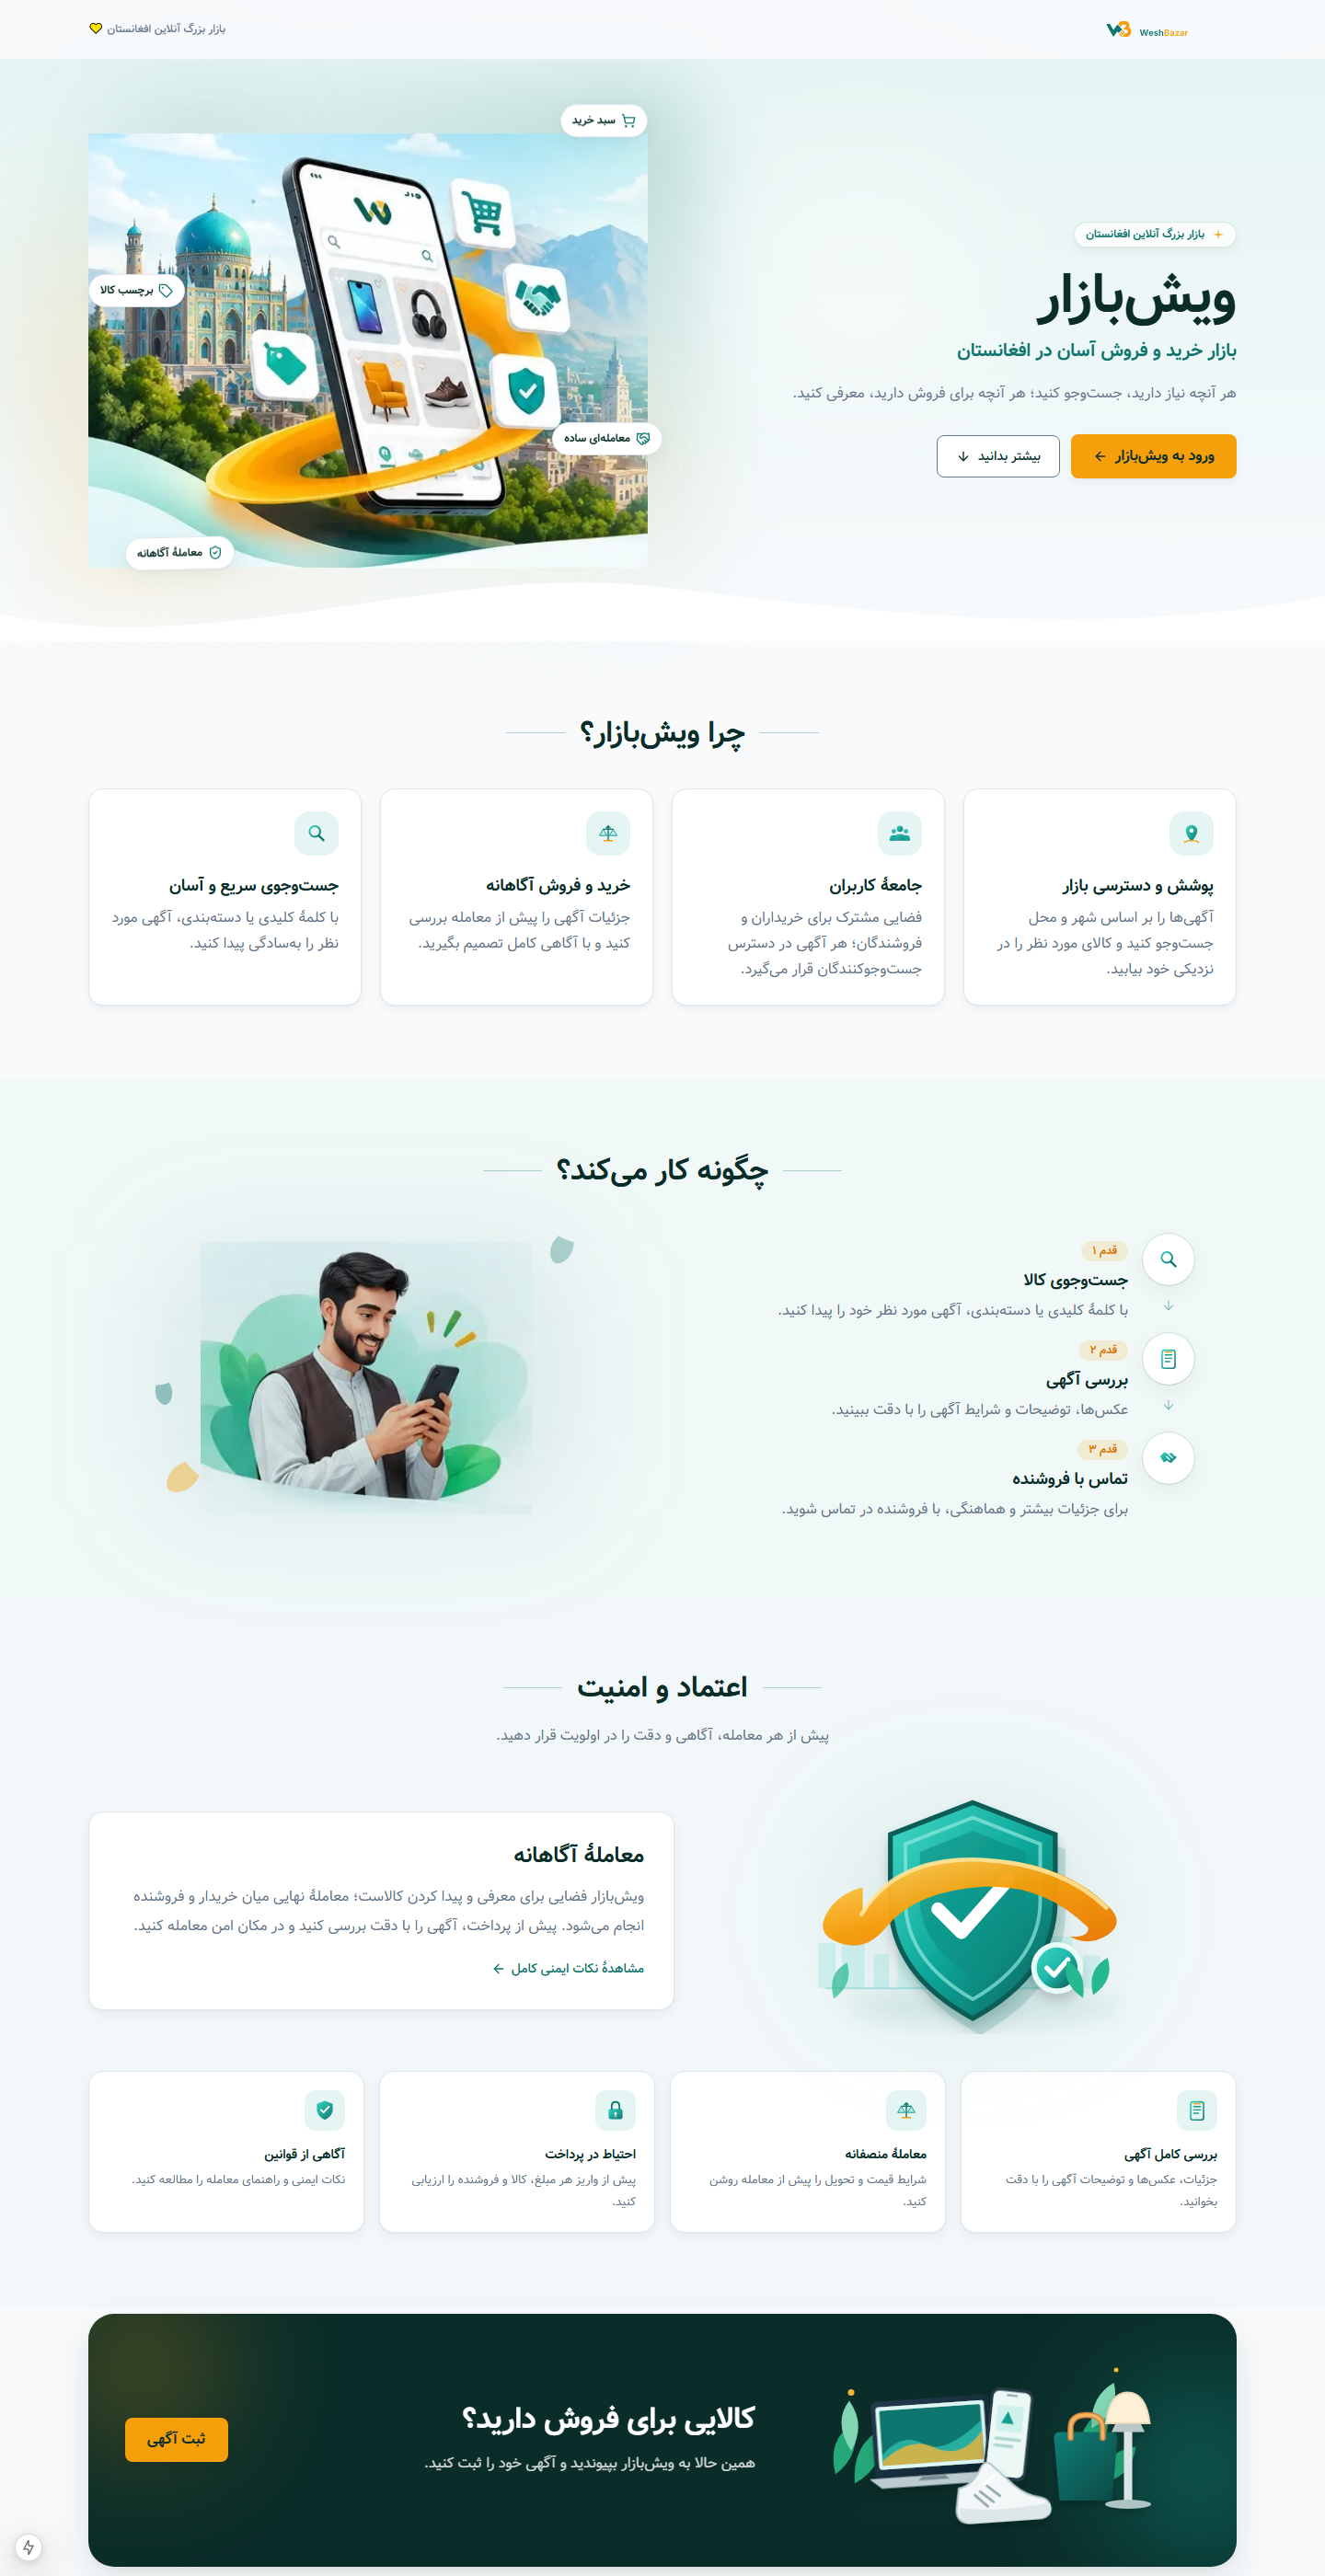 WeshBazar
بازار بزرگ آنلاین افغانستان
سبد خرید
برچسب کالا
معامله‌ای ساده
معاملهٔ آگاهانه
بازار بزرگ آنلاین افغانستان
ویش‌بازار
بازار خرید و فروش آسان در افغانستان
هر آنچه نیاز دارید، جست‌وجو کنید؛ هر آنچه برای فروش دارید، معرفی کنید.
ورود به ویش‌بازار
بیشتر بدانید
چرا ویش‌بازار؟
پوشش و دسترسی بازار
آگهی‌ها را بر اساس شهر و محل
جست‌وجو کنید و کالای مورد نظر را در
نزدیکی خود بیابید.
جامعهٔ کاربران
فضایی مشترک برای خریداران و
فروشندگان؛ هر آگهی در دسترس
جست‌وجوکنندگان قرار می‌گیرد.
خرید و فروش آگاهانه
جزئیات آگهی را پیش از معامله بررسی
کنید و با آگاهی کامل تصمیم بگیرید.
جست‌وجوی سریع و آسان
با کلمهٔ کلیدی یا دسته‌بندی، آگهی مورد
نظر را به‌سادگی پیدا کنید.
چگونه کار می‌کند؟
قدم ۱
جست‌وجوی کالا
با کلمهٔ کلیدی یا دسته‌بندی، آگهی مورد نظر خود را پیدا کنید.
قدم ۲
بررسی آگهی
عکس‌ها، توضیحات و شرایط آگهی را با دقت ببینید.
قدم ۳
تماس با فروشنده
برای جزئیات بیشتر و هماهنگی، با فروشنده در تماس شوید.
اعتماد و امنیت
پیش از هر معامله، آگاهی و دقت را در اولویت قرار دهید.
معاملهٔ آگاهانه
ویش‌بازار فضایی برای معرفی و پیدا کردن کالاست؛ معاملهٔ نهایی میان خریدار و فروشنده
انجام می‌شود. پیش از پرداخت، آگهی را با دقت بررسی کنید و در مکان امن معامله کنید.
مشاهدهٔ نکات ایمنی کامل
بررسی کامل آگهی
جزئیات، عکس‌ها و توضیحات آگهی را با دقت
بخوانید.
معاملهٔ منصفانه
شرایط قیمت و تحویل را پیش از معامله روشن
کنید.
احتیاط در پرداخت
پیش از واریز هر مبلغ، کالا و فروشنده را ارزیابی
کنید.
آگاهی از قوانین
نکات ایمنی و راهنمای معامله را مطالعه کنید.
کالایی برای فروش دارید؟
همین حالا به ویش‌بازار بپیوندید و آگهی خود را ثبت کنید.
ثبت آگهی